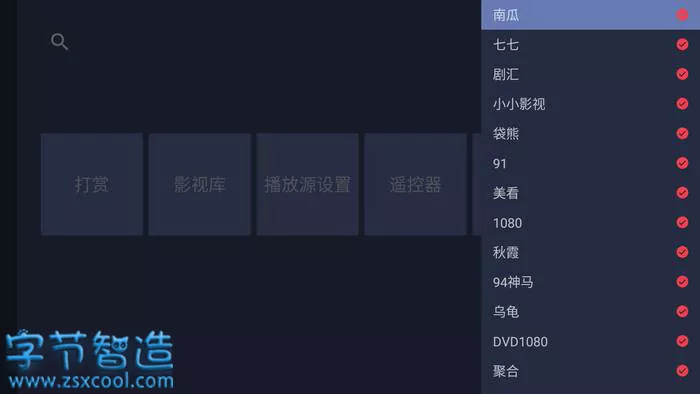 打赏
影视库
播放源设置
遥控器
南瓜
七七
剧汇
小小影视
袋熊
91
美看
1080
秋霞
94神马
乌龟
DVD1080
聚合
字节智造
www.zsxcool.com